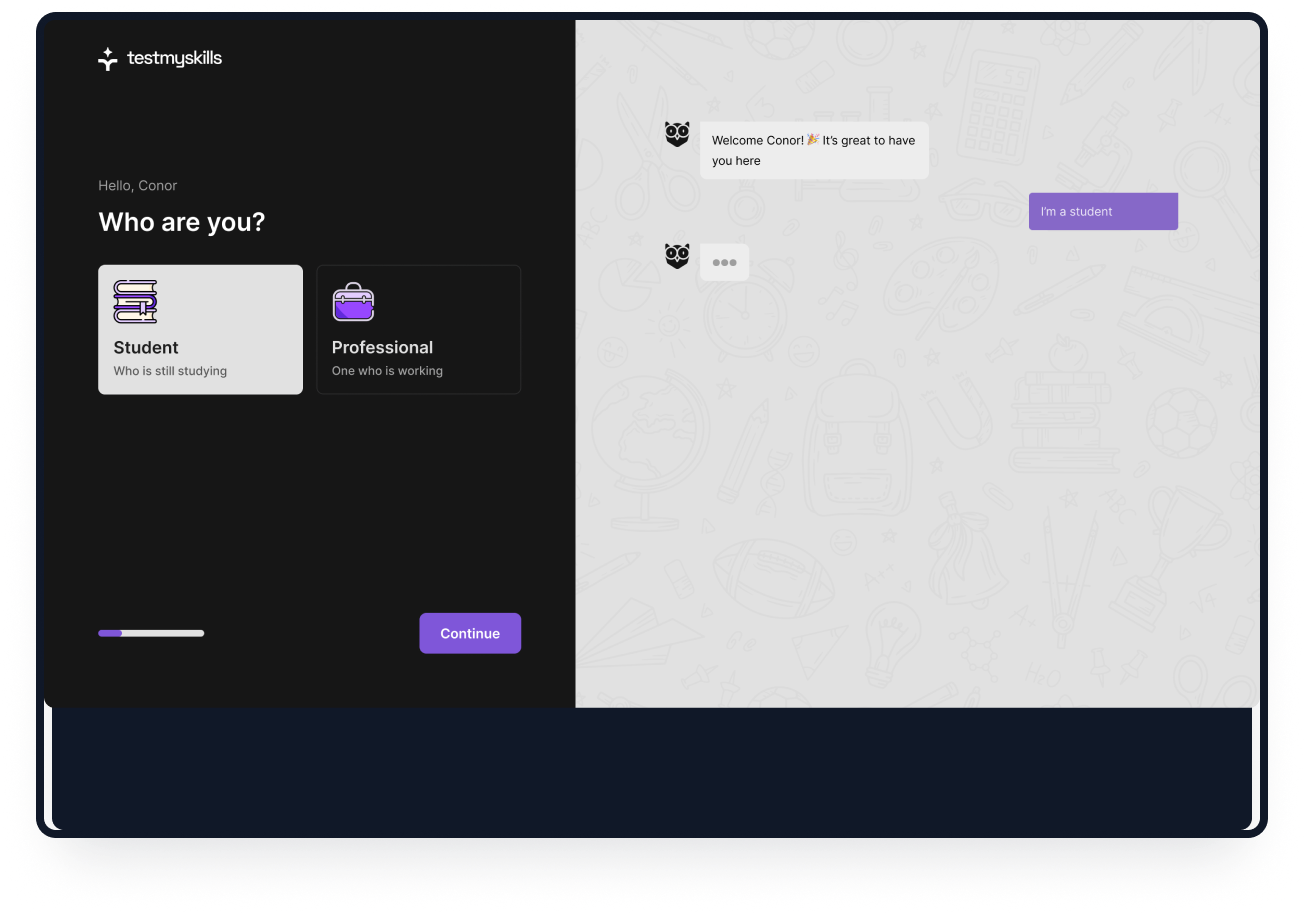 testmyskills
Hello, Conor
Who are you?
Student
Who is still studying
Professional
One who is working
Continue
Welcome Conor! 🎉 It’s great to have
you here
I’m a student